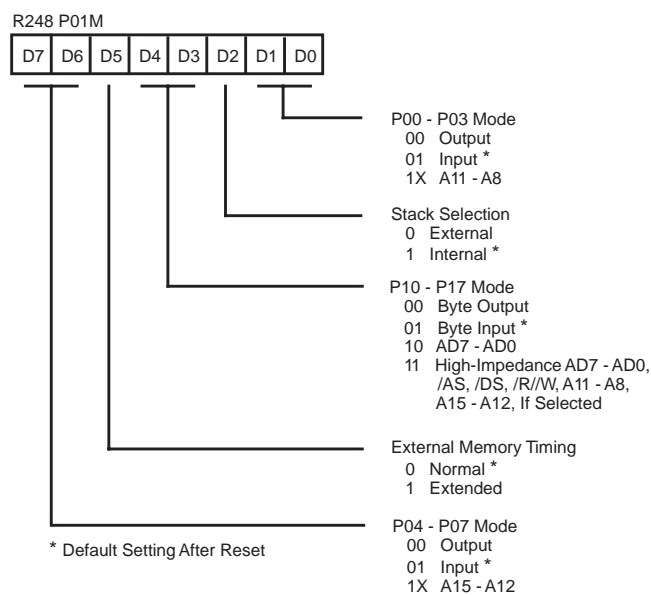 R248 P01M
D7 D6 D5 D4 D3 D2 D1 D0
P00 - P03 Mode
00 Output
01 Input *
1X A11 - A8
Stack Selection
0 External
1 Internal *
P10 - P17 Mode
00 Byte Output
01 Byte Input *
10 AD7 - AD0
11 High-Impedance AD7 - AD0,
/AS, /DS, /R//W, A11 - A8,
A15 - A12, If Selected
External Memory Timing
0 Normal *
1 Extended
P04 - P07 Mode
00 Output
01 Input *
1X A15 - A12
* Default Setting After Reset